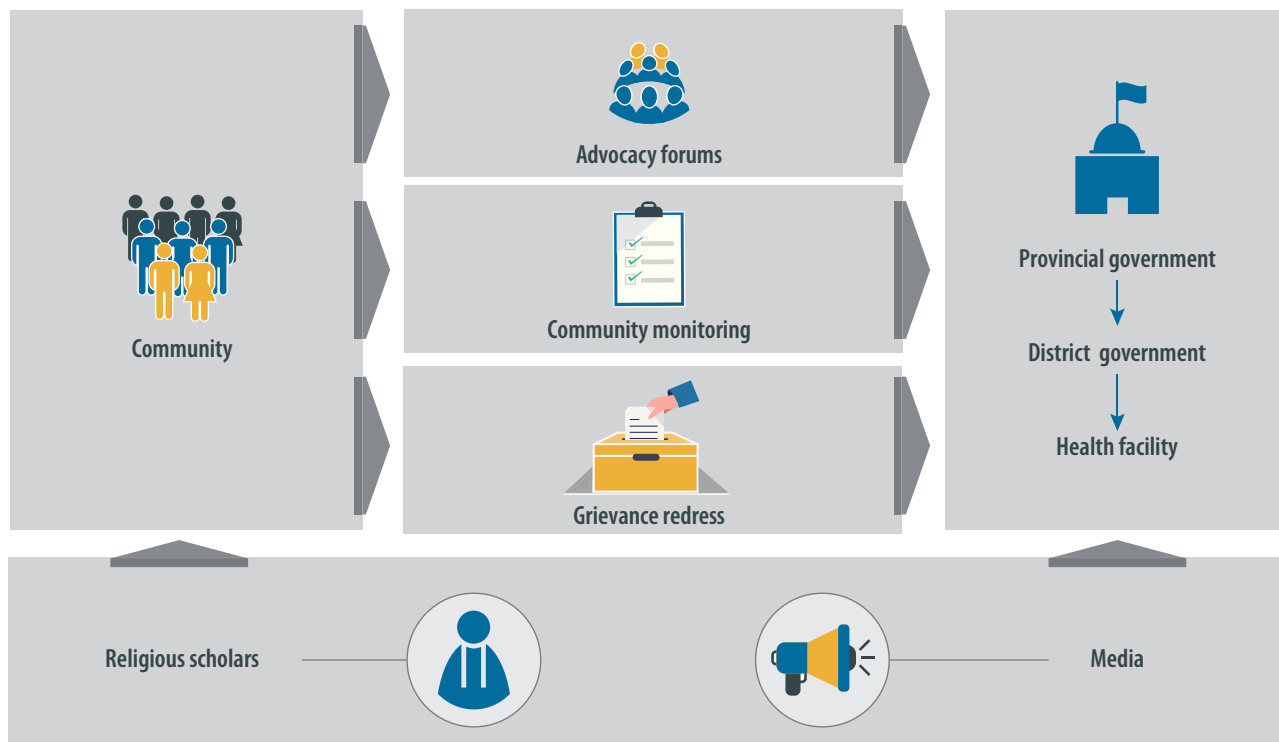 Community
Advocacy forums
Community monitoring
Grievance redress
Provincial government
District government
Health facility
Religious scholars
Media